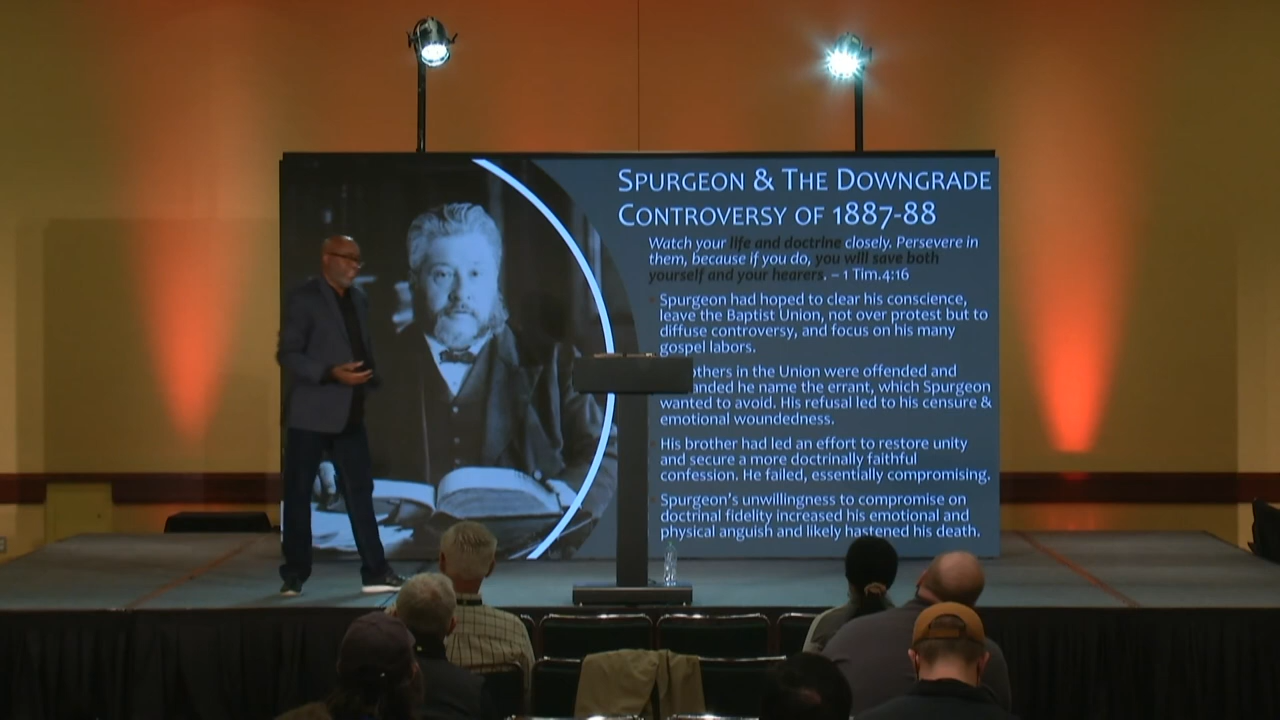 SPURGEON & THE DOWNGRADE
CONTROVERSY OF 1887-88
Watch your life and doctrine closely. Persevere in
them, because if you do, you will save both
yourself and your hearers. – 1 Tim.4:16
Spurgeon had hoped to clear his conscience,
leave the Baptist Union, not over protest but to
diffuse controversy, and focus on his many
gospel labors.
others in the Union were offended and
anded he name the errant, which Spurgeon
wanted to avoid. His refusal led to his censure &
emotional woundedness.
His brother had led an effort to restore unity
and secure a more doctrinally faithful
confession. He failed, essentially compromising.
Spurgeon's unwillingness to compromise on
doctrinal fidelity increased his emotional and
physical anguish and likely hastened his death.